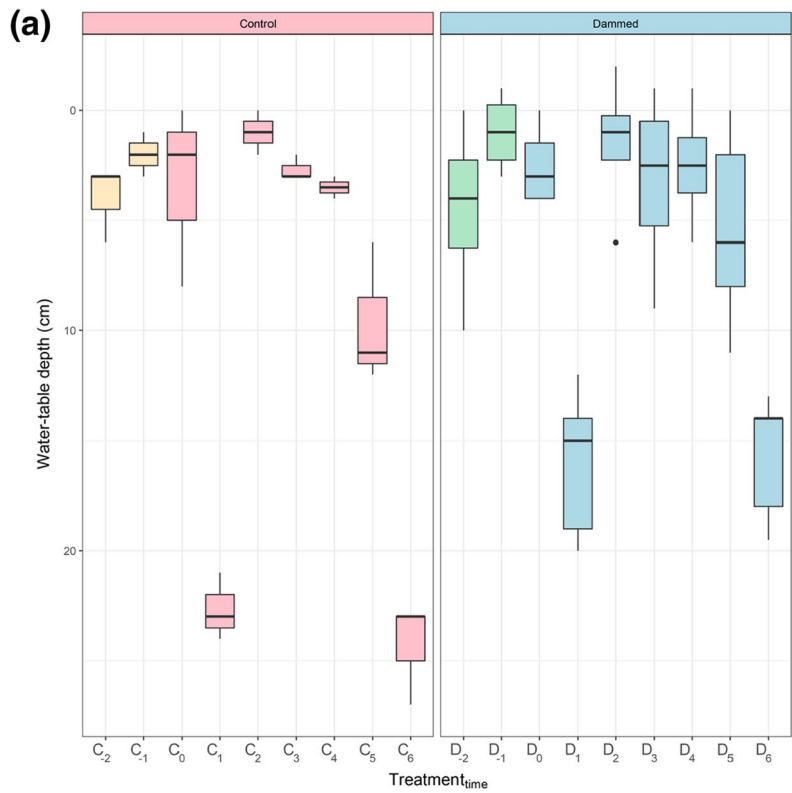 (a)
Control
Dammed
Water-table depth (cm)
0
10
20
C-2 C-1 C0 C1 C2 C3 C4 C5 C6
D-2 D-1 D0 D1 D2 D3 D4 D5 D6
Treatmenttime